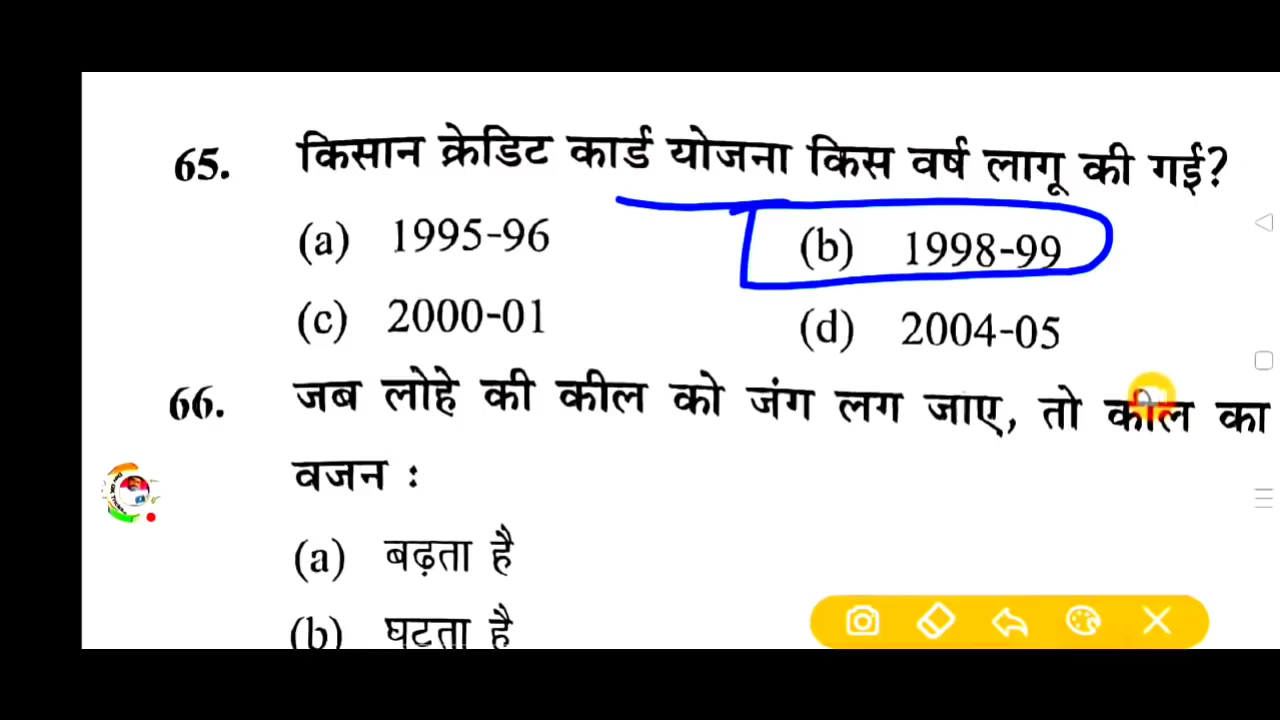 65. किसान क्रेडिट कार्ड योजना किस वर्ष लागू की गई?
(a) 1995-96 (b) 1998-99
(c) 2000-01 (d) 2004-05
66. जब लोहे की कील को जंग लग जाए, तो कील का
वजन :
(a) बढ़ता है
(b) घटता है